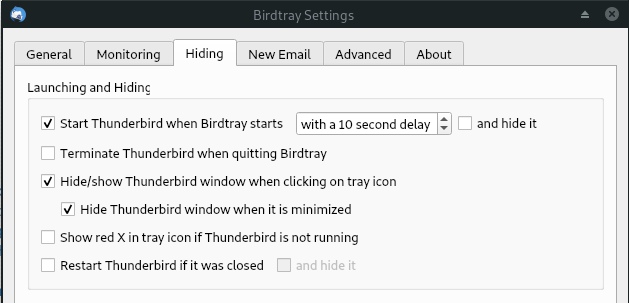 Birdtray Settings
General Monitoring Hiding New Email Advanced About
Launching and Hiding
Start Thunderbird when Birdtray starts with a 10 second delay and hide it
Terminate Thunderbird when quitting Birdtray
Hide/show Thunderbird window when clicking on tray icon
Hide Thunderbird window when it is minimized
Show red X in tray icon if Thunderbird is not running
Restart Thunderbird if it was closed and hide it